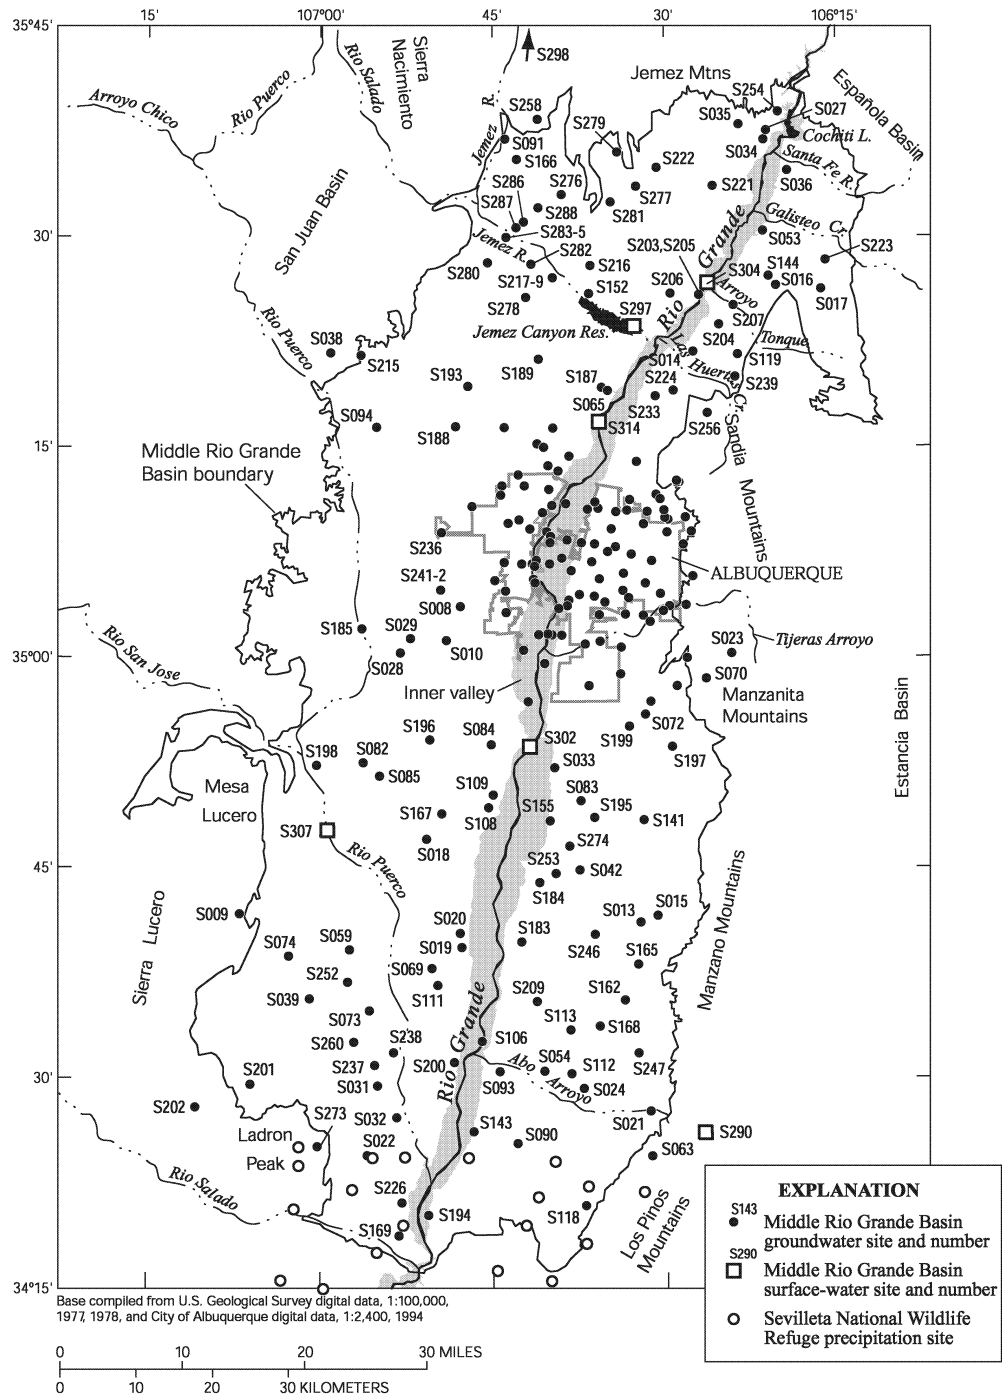 15'
107°00'
45'
30'
106°15'
35°45'
S298
Sierra
Nacimiento
Rio Salado
Rio Puerco
Arroyo Chico
Jemez Mtns
S254
Española Basin
S258
Jemez R.
S035
S027
S279
Cochiti L.
S091
S034
S166
S222
Santa Fe R.
S286
S276
S036
S287
S277
S221
San Juan Basin
S288
S281
Galisteo Cr.
S283-5
S053
30'
Jemez R.
S282
S203,S205
Rio Grande
S223
S280
S216
S304
S144
S217-9
S206
S016
S152
Arroyo
S017
S278
S297
S207
Rio Puerco
Jemez Canyon Res.
S204
Tonque
S038
S014
S119
S215
Las Huertas Cr.
S189
S187
S224
S239
S193
S065
S233
S094
S314
S256
S188
15'
Sandia Mountains
Middle Rio Grande
Basin boundary
S236
ALBUQUERQUE
S241-2
S008
S029
S185
S023
Tijeras Arroyo
Rio San Jose
35°00'
S010
S028
S070
Inner valley
Manzanita
Mountains
Estancia Basin
S196
S084
S072
S302
S199
S198
S082
S197
S085
S033
Mesa
Lucero
S109
S083
S155
S195
S167
S108
S141
S307
S018
S274
Rio Puerco
S253
45'
S042
S184
Manzano Mountains
Sierra Lucero
S009
S013
S015
S020
S183
S074
S059
S019
S246
S165
S069
S252
S209
S162
S039
S111
S073
S113
S168
Rio Grande
S238
S106
S260
Abo Arroyo
S054
S237
S200
S112
S247
30'
S201
S031
S093
S024
S202
S273
S032
S143
S021
Ladron
Peak
S090
S290
S022
S063
Rio Salado
S226
S118
S194
S169
Los Pinos
Mountains
34°15'
EXPLANATION
S143
Middle Rio Grande Basin
groundwater site and number
S290
Middle Rio Grande Basin
surface-water site and number
Sevilleta National Wildlife
Refuge precipitation site
Base compiled from U.S. Geological Survey digital data, 1:100,000,
1977, 1978, and City of Albuquerque digital data, 1:2,400, 1994
0 10 20 30 MILES
0 10 20 30 KILOMETERS